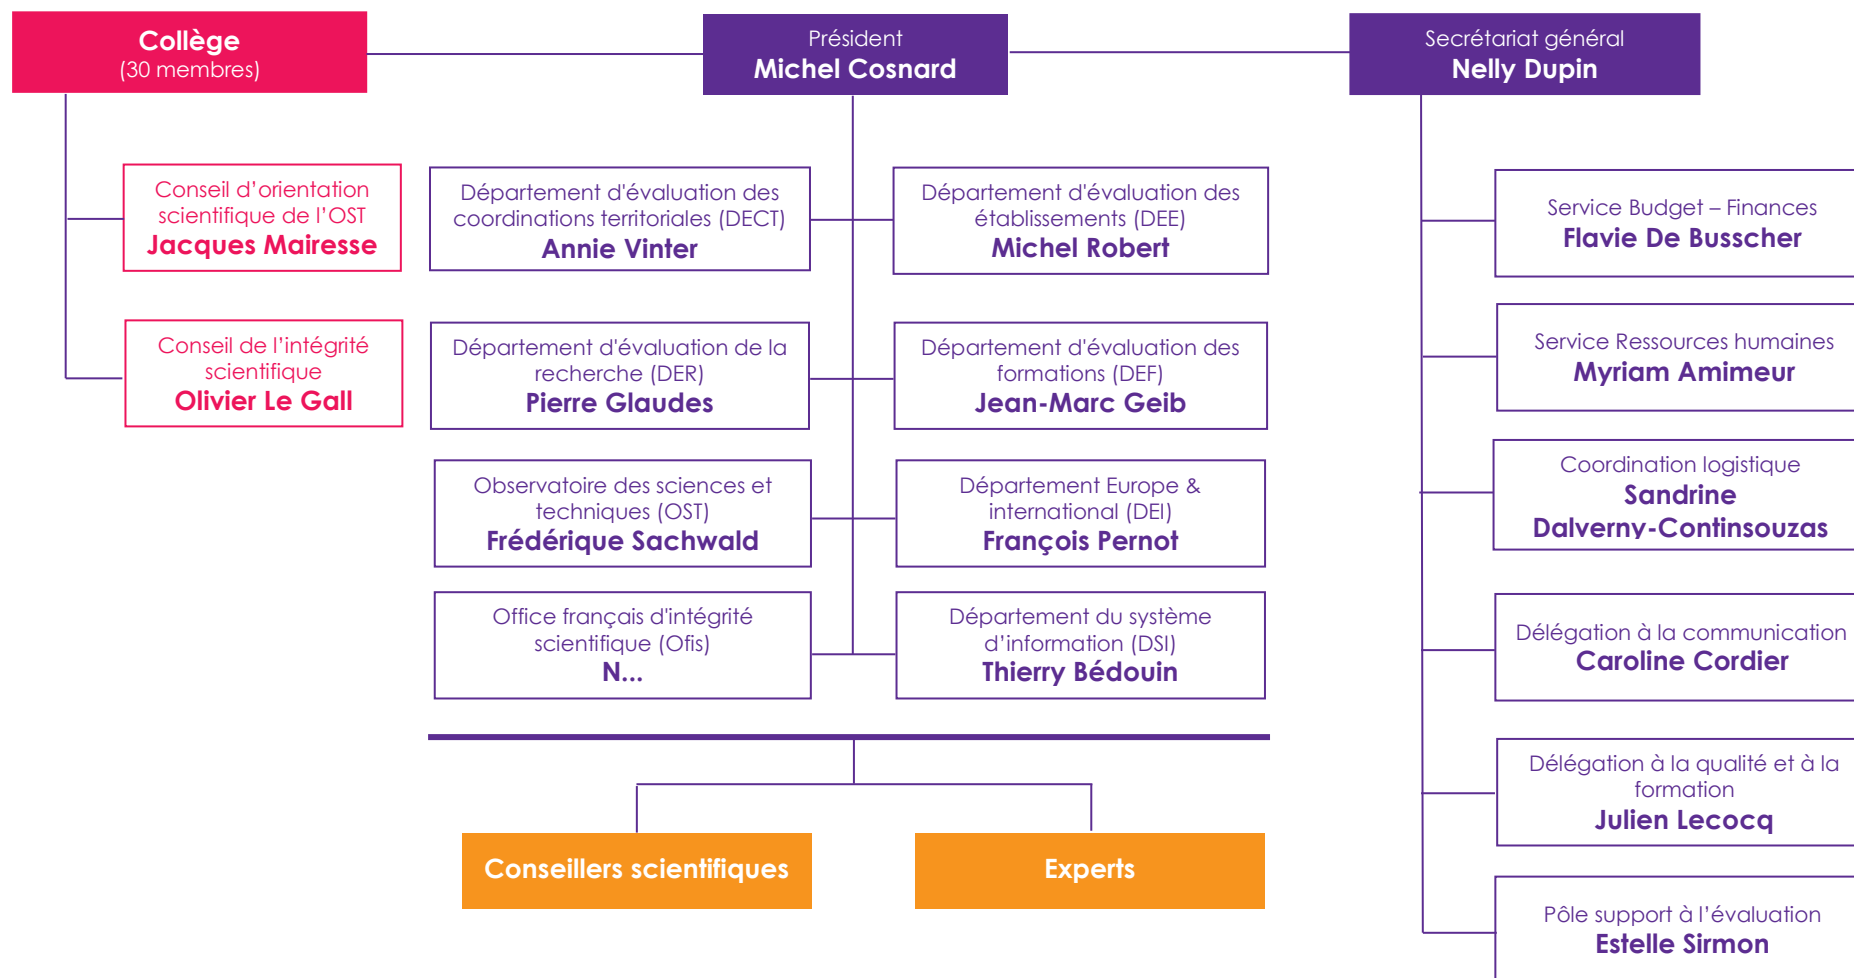 Collège
(30 membres)
Président
Michel Cosnard
Secrétariat général
Nelly Dupin
Conseil d’orientation
scientifique de l’OST
Jacques Mairesse
Conseil de l’intégrité
scientifique
Olivier Le Gall
Département d'évaluation des
coordinations territoriales (DECT)
Annie Vinter
Département d'évaluation des
établissements (DEE)
Michel Robert
Département d'évaluation de la
recherche (DER)
Pierre Glaudes
Département d'évaluation des
formations (DEF)
Jean-Marc Geib
Observatoire des sciences et
techniques (OST)
Frédérique Sachwald
Département Europe &
international (DEI)
François Pernot
Office français d'intégrité
scientifique (Ofis)
N...
Département du système
d’information (DSI)
Thierry Bédouin
Conseillers scientifiques
Experts
Service Budget – Finances
Flavie De Busscher
Service Ressources humaines
Myriam Amimeur
Coordination logistique
Sandrine
Dalverny-Continsouzas
Délégation à la communication
Caroline Cordier
Délégation à la qualité et à la
formation
Julien Lecocq
Pôle support à l’évaluation
Estelle Sirmon